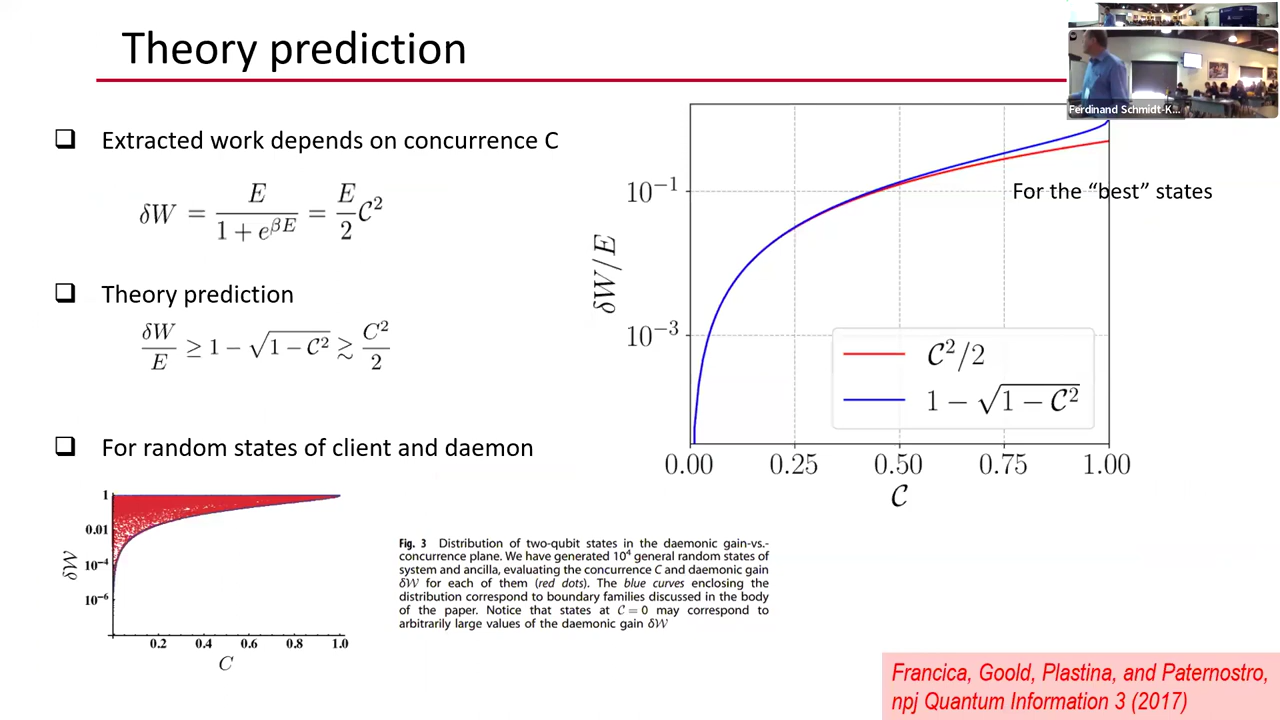 Theory prediction
Ferdinand Schmidt-K...
❑ Extracted work depends on concurrence C
δW = E / (1 + e^{βE}) = E/2 𝒞²
❑ Theory prediction
δW/E ≥ 1 − √(1 − 𝒞²) ≳ C²/2
❑ For random states of client and daemon
1
0.01
10⁻⁴
10⁻⁶
δ𝒲
0.2 0.4 0.6 0.8 1.0
C
Fig. 3 Distribution of two-qubit states in the daemonic gain-vs.-
concurrence plane. We have generated 10⁴ general random states of
system and ancilla, evaluating the concurrence C and daemonic gain
δ𝒲 for each of them (red dots). The blue curves enclosing the
distribution correspond to boundary families discussed in the body
of the paper. Notice that states at 𝒞 = 0 may correspond to
arbitrarily large values of the daemonic gain δ𝒲
10⁻¹
10⁻³
δW/E
For the “best” states
𝒞²/2
1 − √(1 − 𝒞²)
0.00 0.25 0.50 0.75 1.00
𝒞
Francica, Goold, Plastina, and Paternostro,
npj Quantum Information 3 (2017)